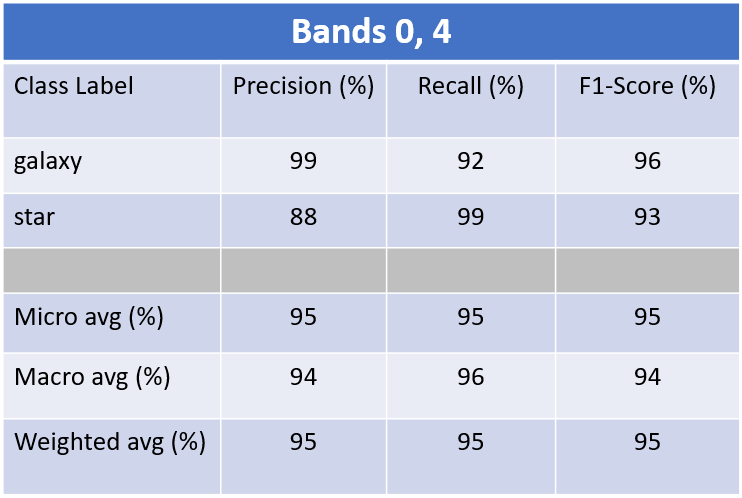 Bands 0, 4
Class Label Precision (%) Recall (%) F1-Score (%)
galaxy 99 92 96
star 88 99 93
Micro avg (%) 95 95 95
Macro avg (%) 94 96 94
Weighted avg (%) 95 95 95